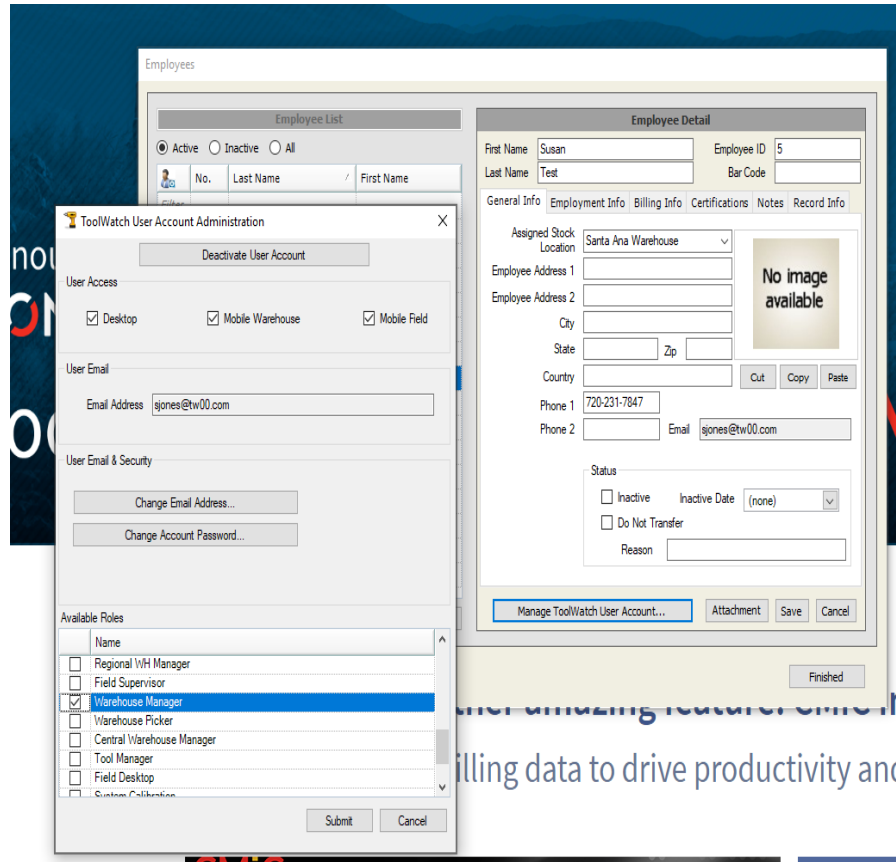 Employees
Employee List
Active Inactive All
No. Last Name / First Name
ToolWatch User Account Administration X
Deactivate User Account
User Access
Desktop Mobile Warehouse Mobile Field
User Email
Email Address sjones@tw00.com
User Email & Security
Change Email Address...
Change Account Password...
Available Roles
Name
Regional WH Manager
Field Supervisor
Warehouse Manager
Warehouse Picker
Central Warehouse Manager
Tool Manager
Field Desktop
System Calibration
Submit Cancel
Employee Detail
First Name Susan Employee ID 5
Last Name Test Bar Code
General Info Employment Info Billing Info Certifications Notes Record Info
Assigned Stock
Location Santa Ana Warehouse
No image
available
Employee Address 1
Employee Address 2
City
State Zip
Country Cut Copy Paste
Phone 1 720-231-7847
Phone 2 Email sjones@tw00.com
Status
Inactive Inactive Date (none)
Do Not Transfer
Reason
Manage ToolWatch User Account... Attachment Save Cancel
Finished
amazing feature: CMiC
illing data to drive productivity and
CMiC